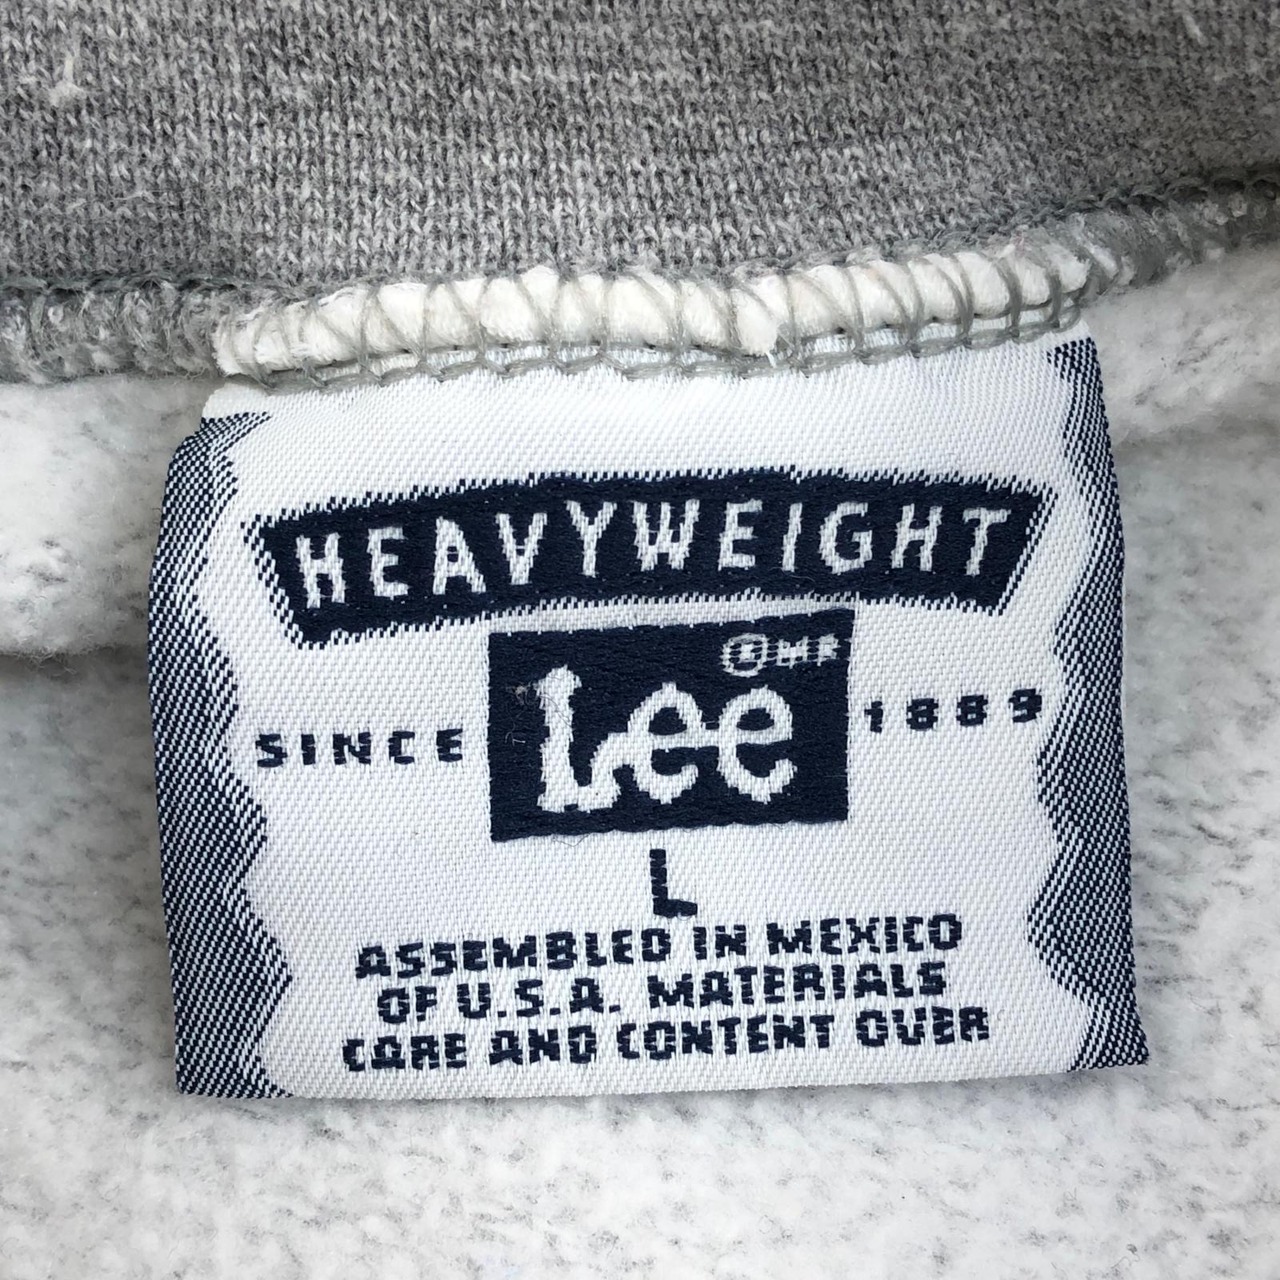 HEAVYWEIGHT
® MR
SINCE Lee 1889
L
ASSEMBLED IN MEXICO
OF U.S.A. MATERIALS
CARE AND CONTENT OVER